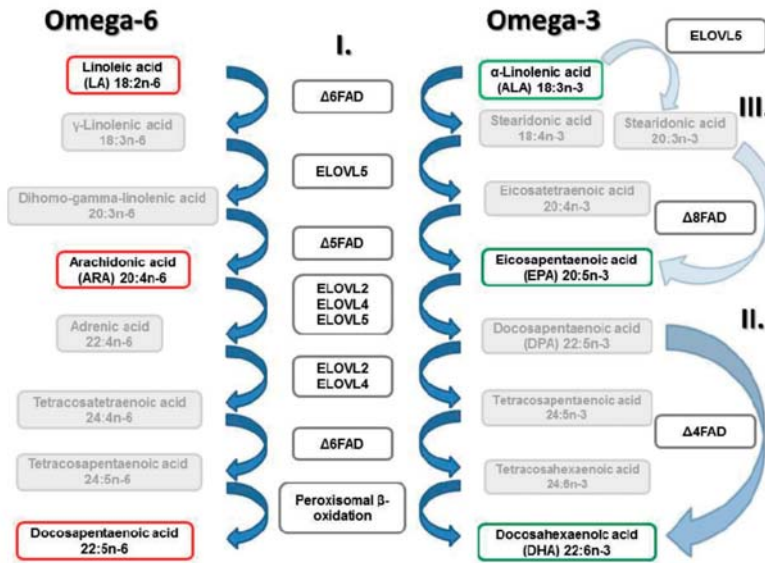 Omega-6
I.
Omega-3
ELOVL5
Linoleic acid
(LA) 18:2n-6
Δ6FAD
α-Linolenic acid
(ALA) 18:3n-3
γ-Linolenic acid
18:3n-6
Stearidonic acid
18:4n-3
Stearidonic acid
20:3n-3
III.
ELOVL5
Dihomo-gamma-linolenic acid
20:3n-6
Eicosatetraenoic acid
20:4n-3
Δ8FAD
Δ5FAD
Arachidonic acid
(ARA) 20:4n-6
Eicosapentaenoic acid
(EPA) 20:5n-3
ELOVL2
ELOVL4
ELOVL5
Adrenic acid
22:4n-6
Docosapentaenoic acid
(DPA) 22:5n-3
II.
ELOVL2
ELOVL4
Tetracosatetraenoic acid
24:4n-6
Tetracosapentaenoic acid
24:5n-3
Δ4FAD
Δ6FAD
Tetracosapentaenoic acid
24:5n-6
Tetracosahexaenoic acid
24:6n-3
Peroxisomal β-
oxidation
Docosapentaenoic acid
22:5n-6
Docosahexaenoic acid
(DHA) 22:6n-3